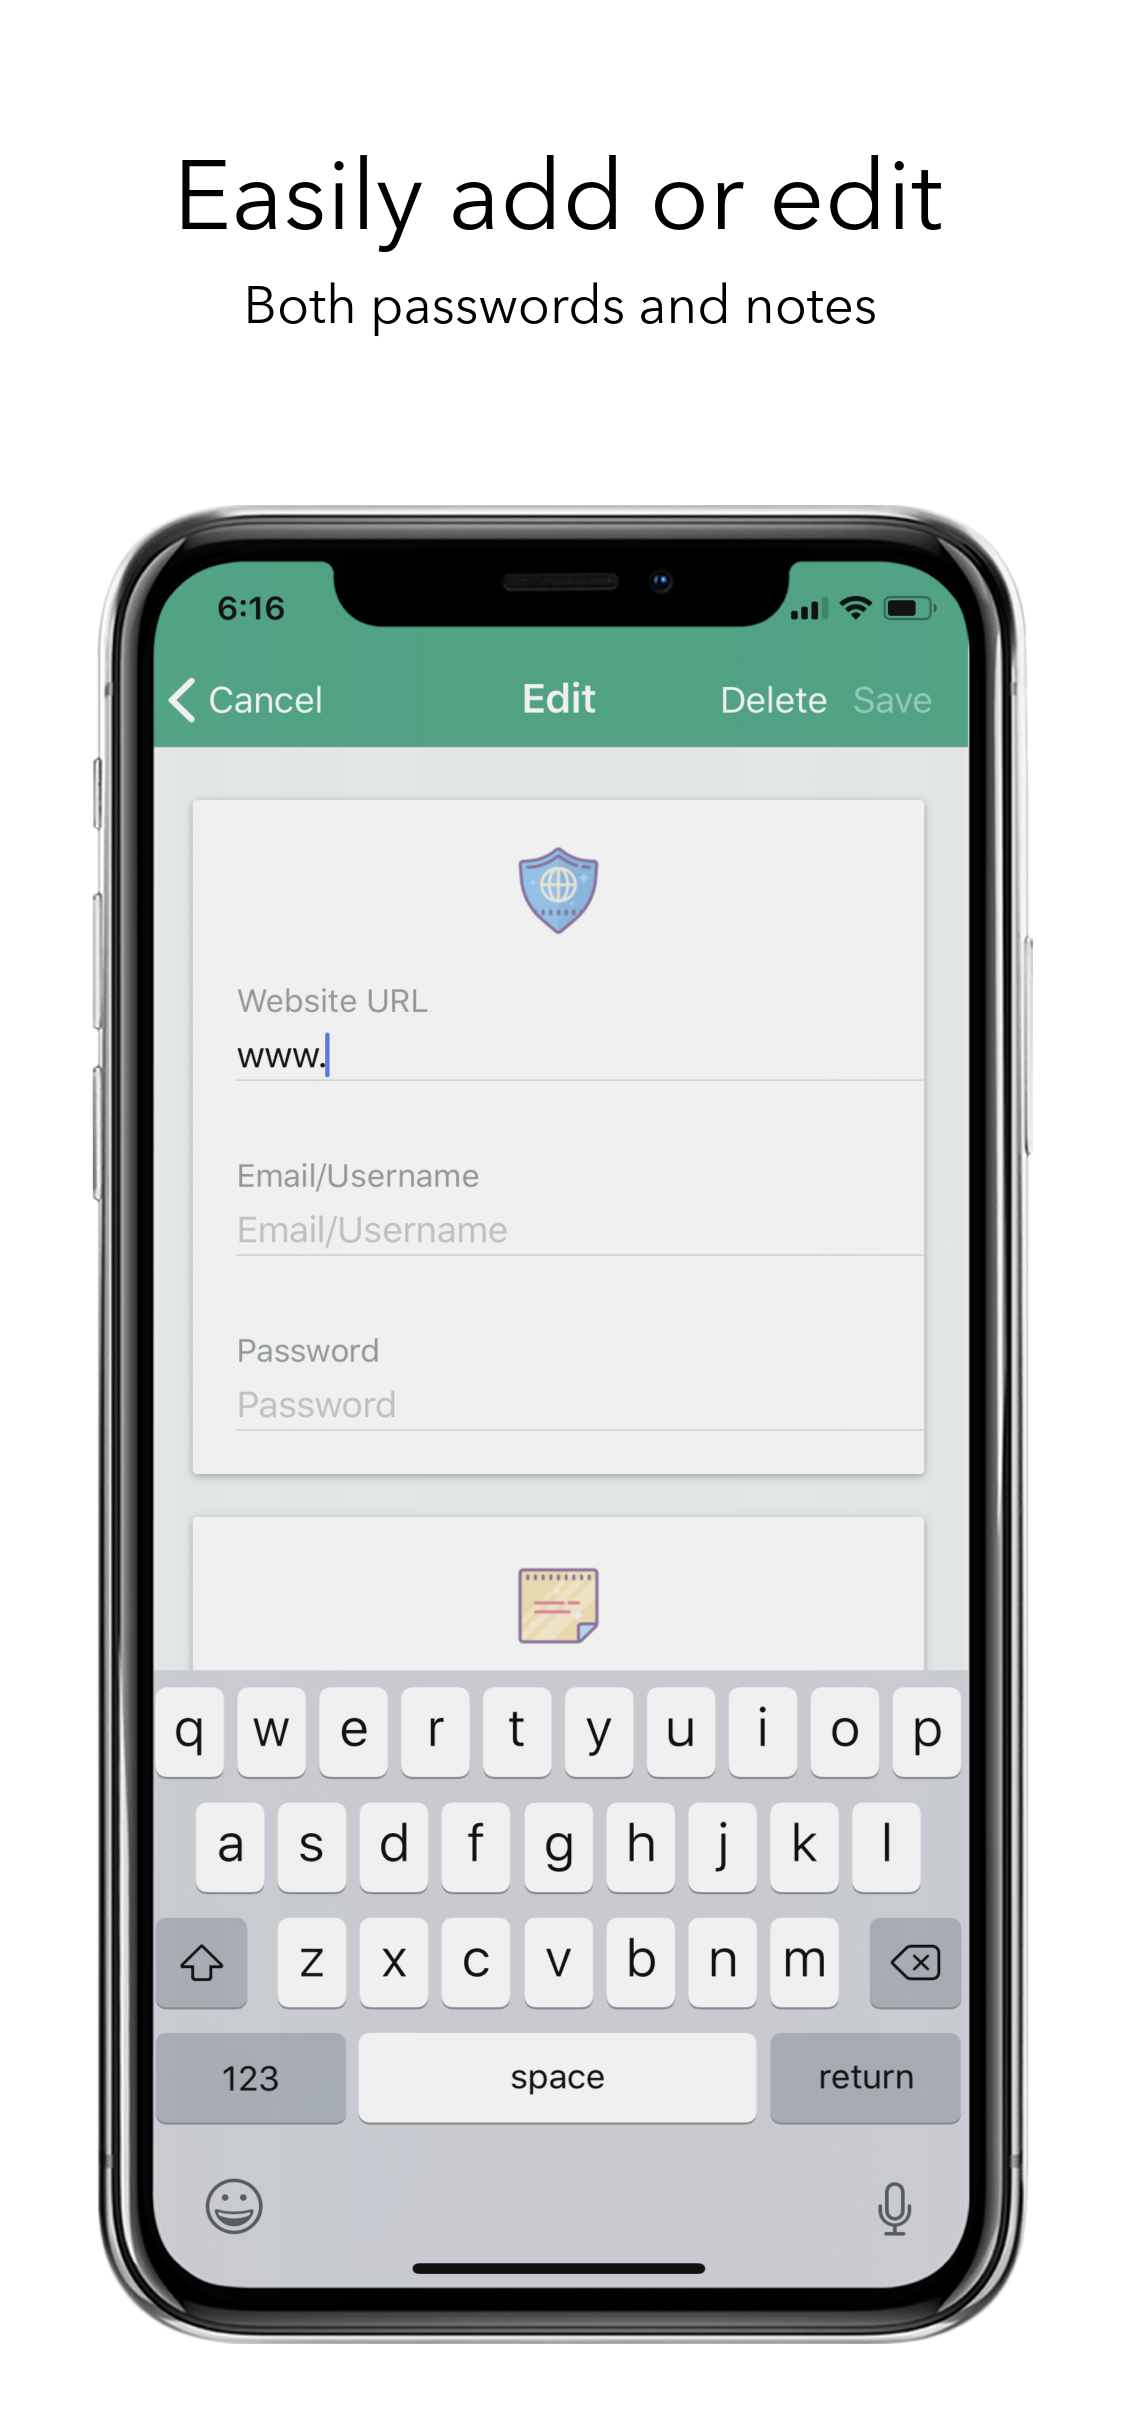 Easily add or edit
Both passwords and notes
6:16
Cancel Edit Delete Save
Website URL
www.
Email/Username
Email/Username
Password
Password
q w e r t y u i o p
a s d f g h j k l
z x c v b n m
123 space return